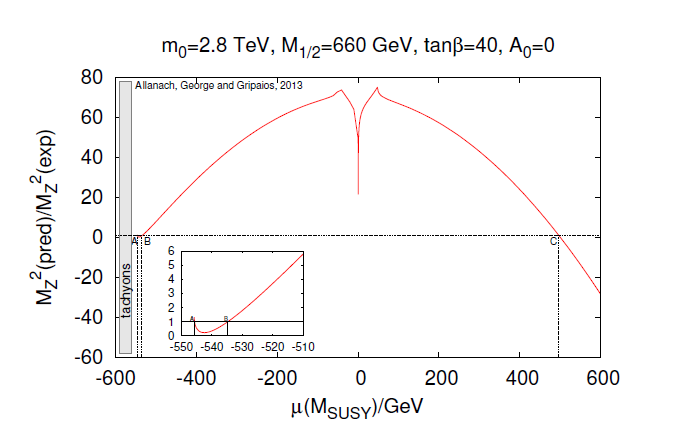 m0=2.8 TeV, M1/2=660 GeV, tanβ=40, A0=0
Allanach, George and Gripaios, 2013
80
60
40
20
0
-20
-40
-60
MZ2(pred)/MZ2(exp)
tachyons
A B
C
6
5
4
3
2
1
0
A
B
-550 -540 -530 -520 -510
-600 -400 -200 0 200 400 600
μ(MSUSY)/GeV